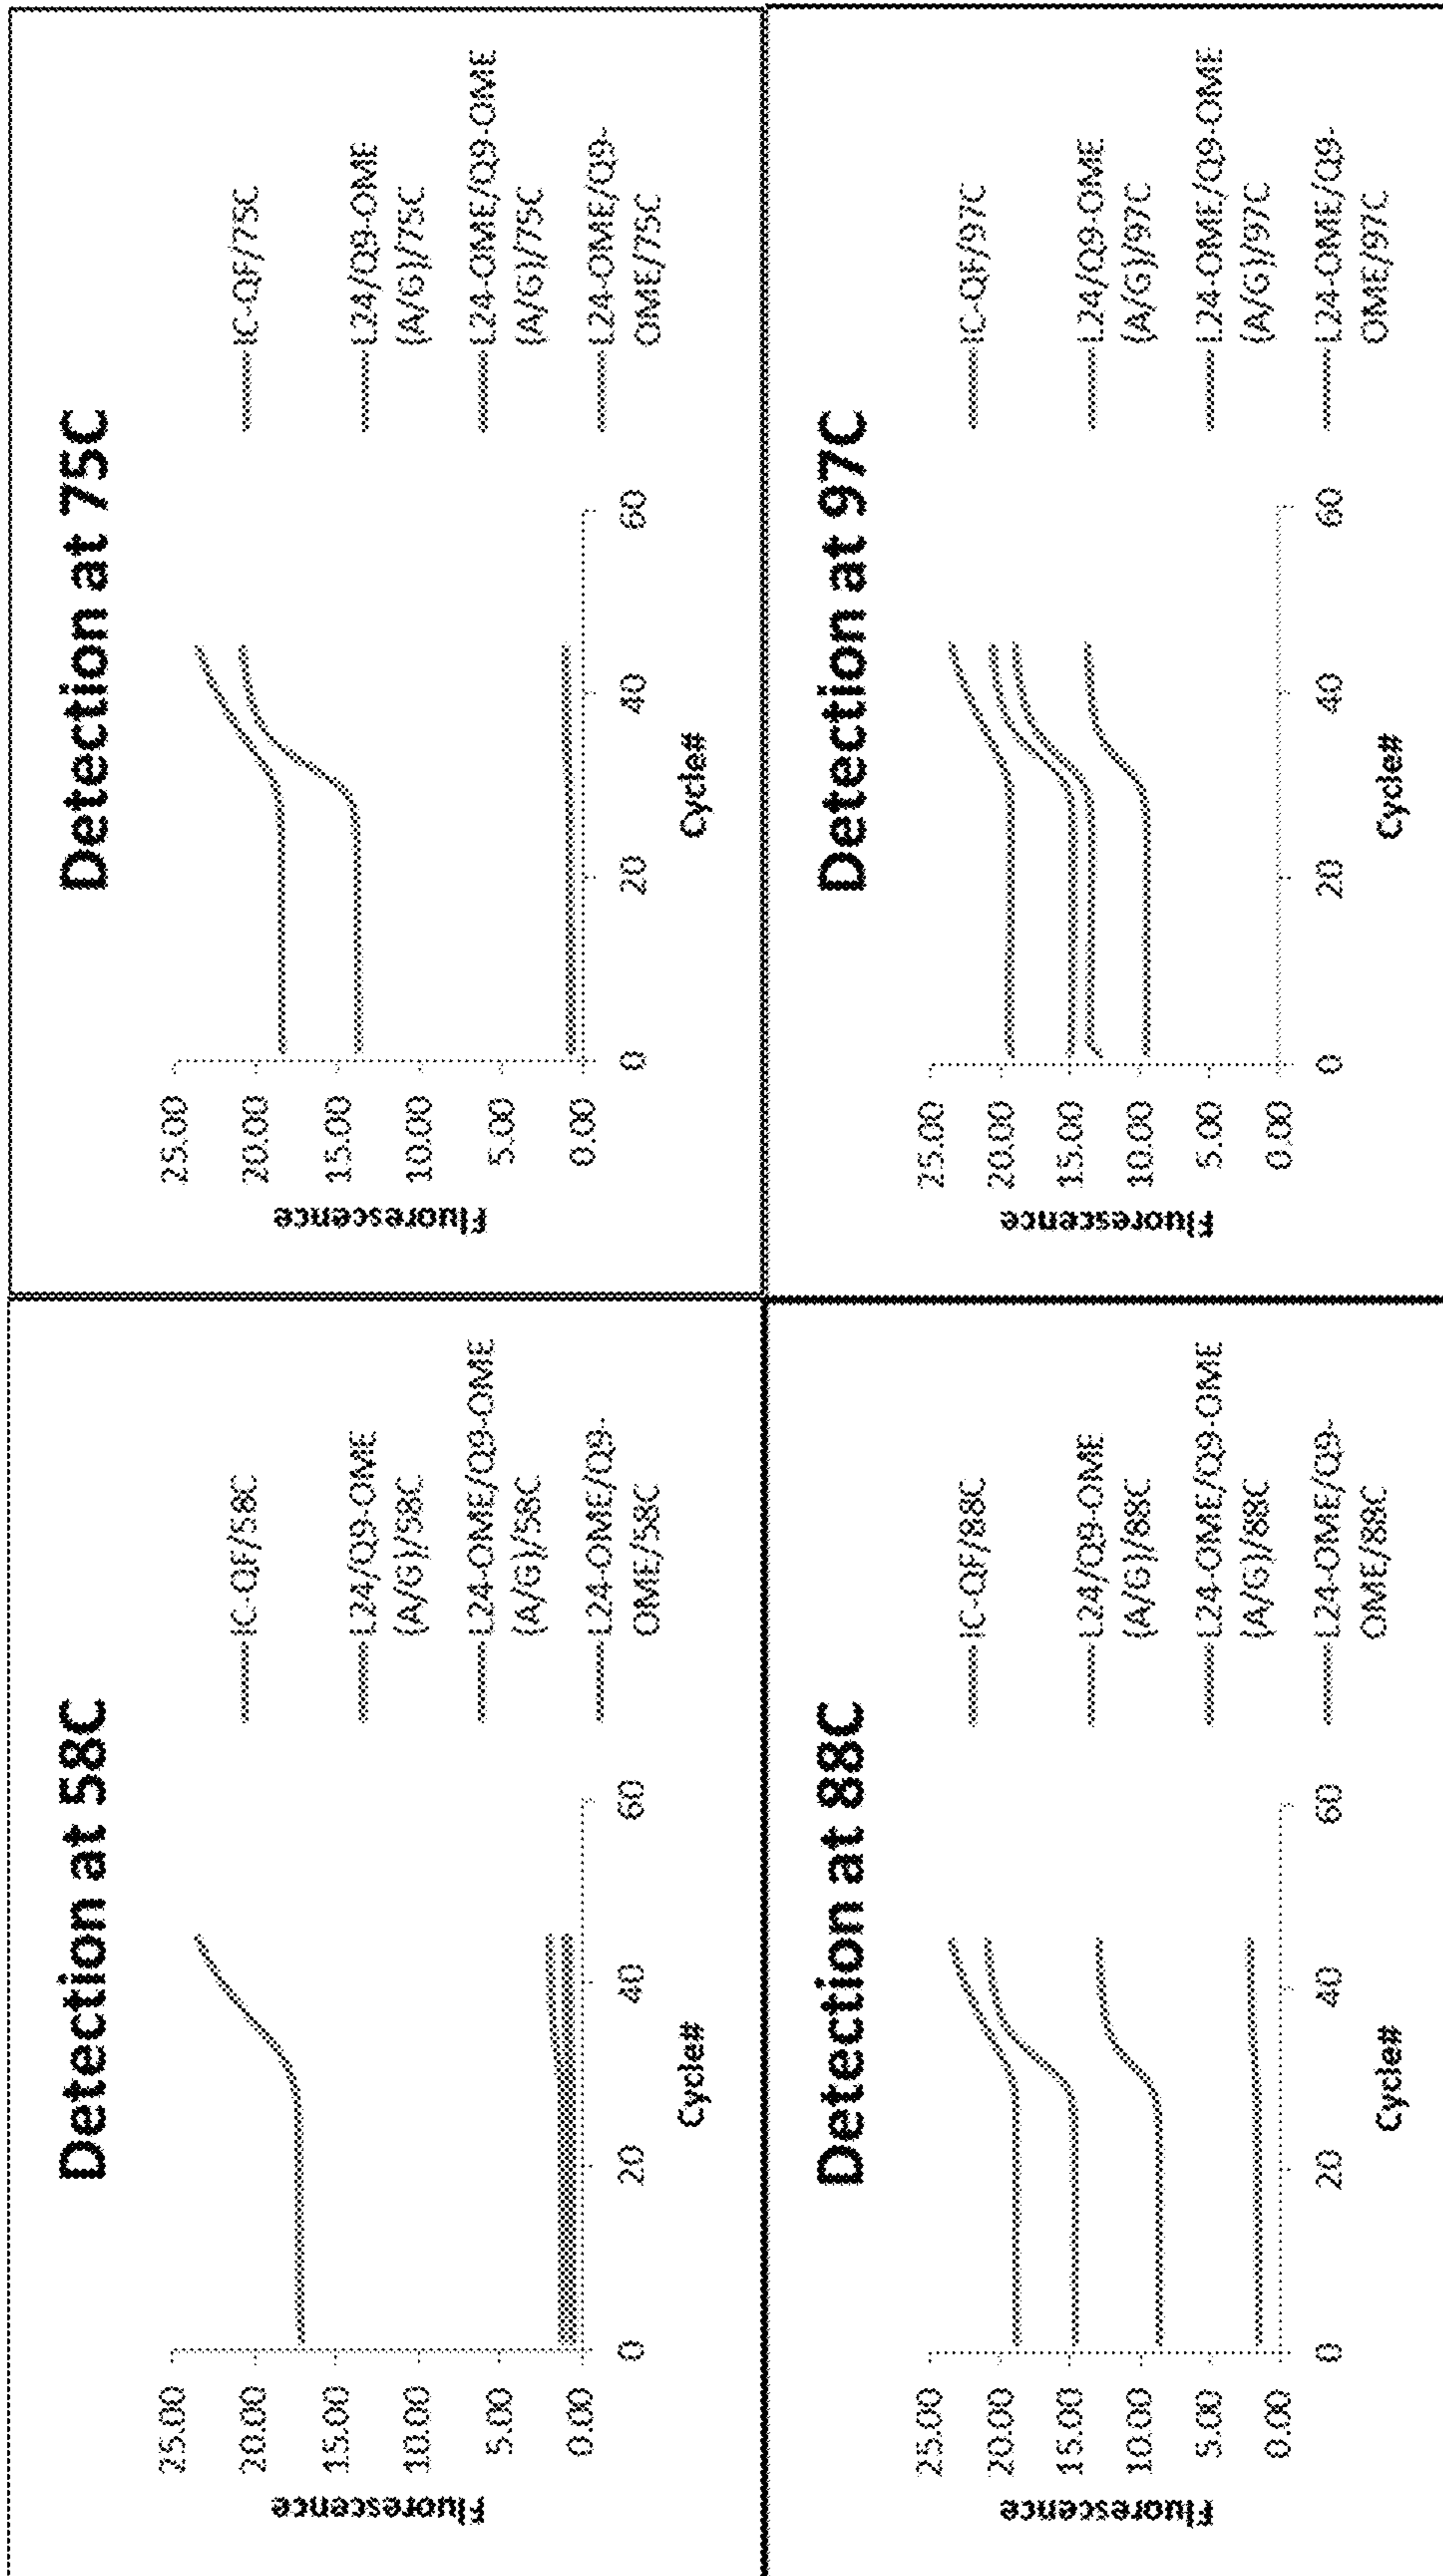 Detection at 58C
Fluorescence
25.00
20.00
15.00
10.00
5.00
0.00
0
20
40
60
Cycle#
IC-QF/58C
L24/Q9-OME
(A/G)/58C
L24-OME/Q9-OME
(A/G)/58C
L24-OME/Q9-
OME/58C
Detection at 75C
Fluorescence
25.00
20.00
15.00
10.00
5.00
0.00
0
20
40
60
Cycle#
IC-QF/75C
L24/Q9-OME
(A/G)/75C
L24-OME/Q9-OME
(A/G)/75C
L24-OME/Q9-
OME/75C
Detection at 88C
Fluorescence
25.00
20.00
15.00
10.00
5.00
0.00
0
20
40
60
Cycle#
IC-QF/88C
L24/Q9-OME
(A/G)/88C
L24-OME/Q9-OME
(A/G)/88C
L24-OME/Q9-
OME/88C
Detection at 97C
Fluorescence
25.00
20.00
15.00
10.00
5.00
0.00
0
20
40
60
Cycle#
IC-QF/97C
L24/Q9-OME
(A/G)/97C
L24-OME/Q9-OME
(A/G)/97C
L24-OME/Q9-
OME/97C